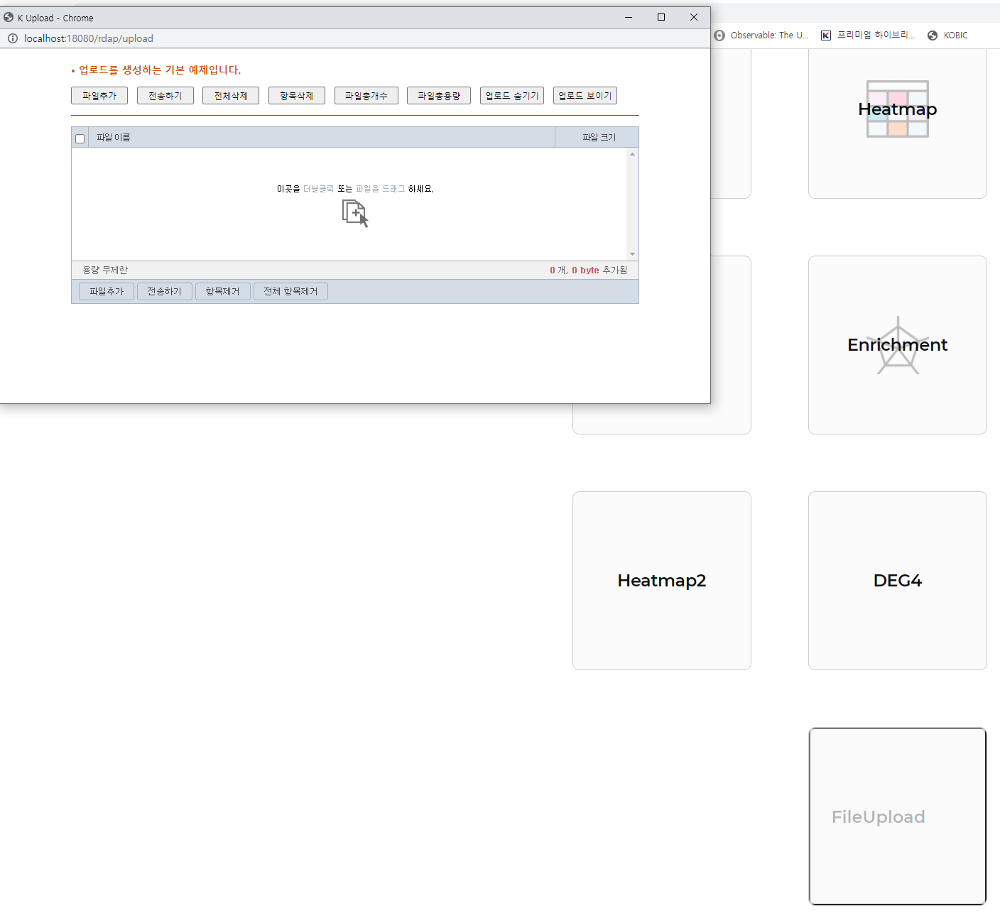 K Upload - Chrome
localhost:18080/rdap/upload
Observable: The U...
프리미엄 하이브리...
KOBIC
• 업로드를 생성하는 기본 예제입니다.
파일추가 전송하기 전체삭제 항목삭제 파일총개수 파일총용량 업로드 숨기기 업로드 보이기
파일 이름 파일 크기
이곳을 더블클릭 또는 파일을 드래그 하세요.
용량 무제한 0 개, 0 byte 추가됨
파일추가 전송하기 항목제거 전체 항목제거
Heatmap
Enrichment
Heatmap2 DEG4
FileUpload